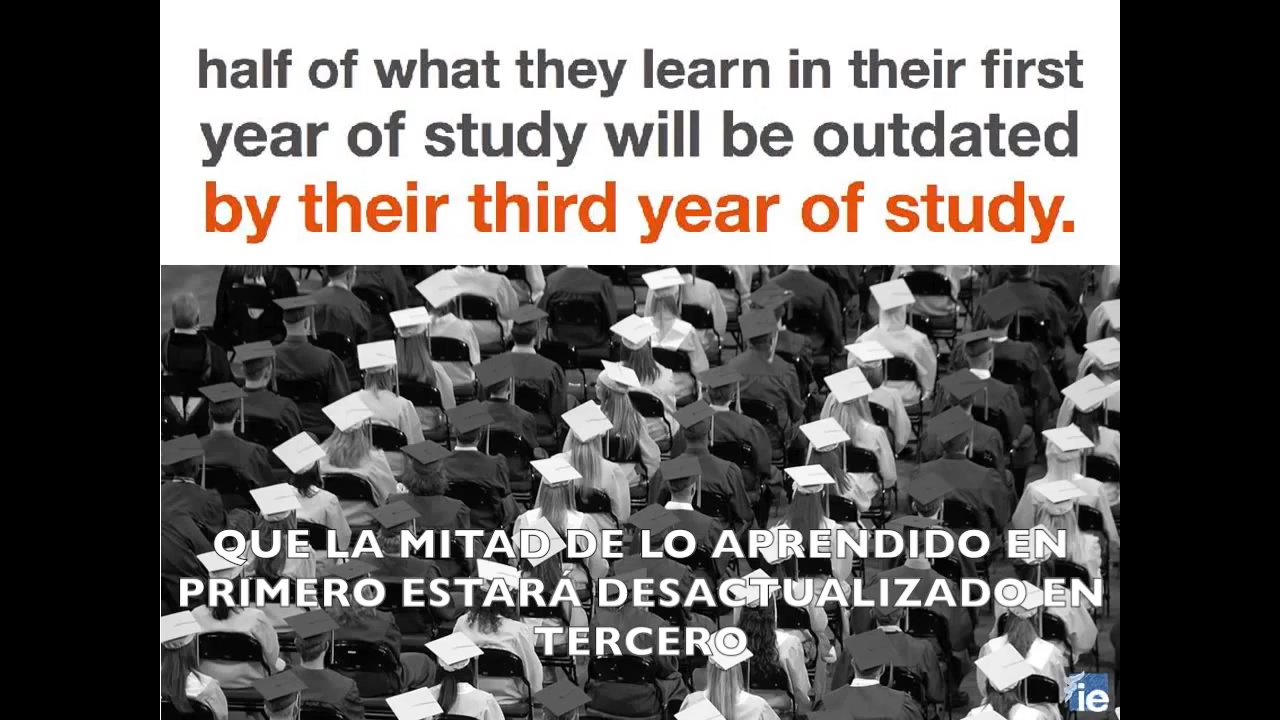 half of what they learn in their first
year of study will be outdated
by their third year of study.
QUE LA MITAD DE LO APRENDIDO EN
PRIMERO ESTARÁ DESACTUALIZADO EN
TERCERO
ie